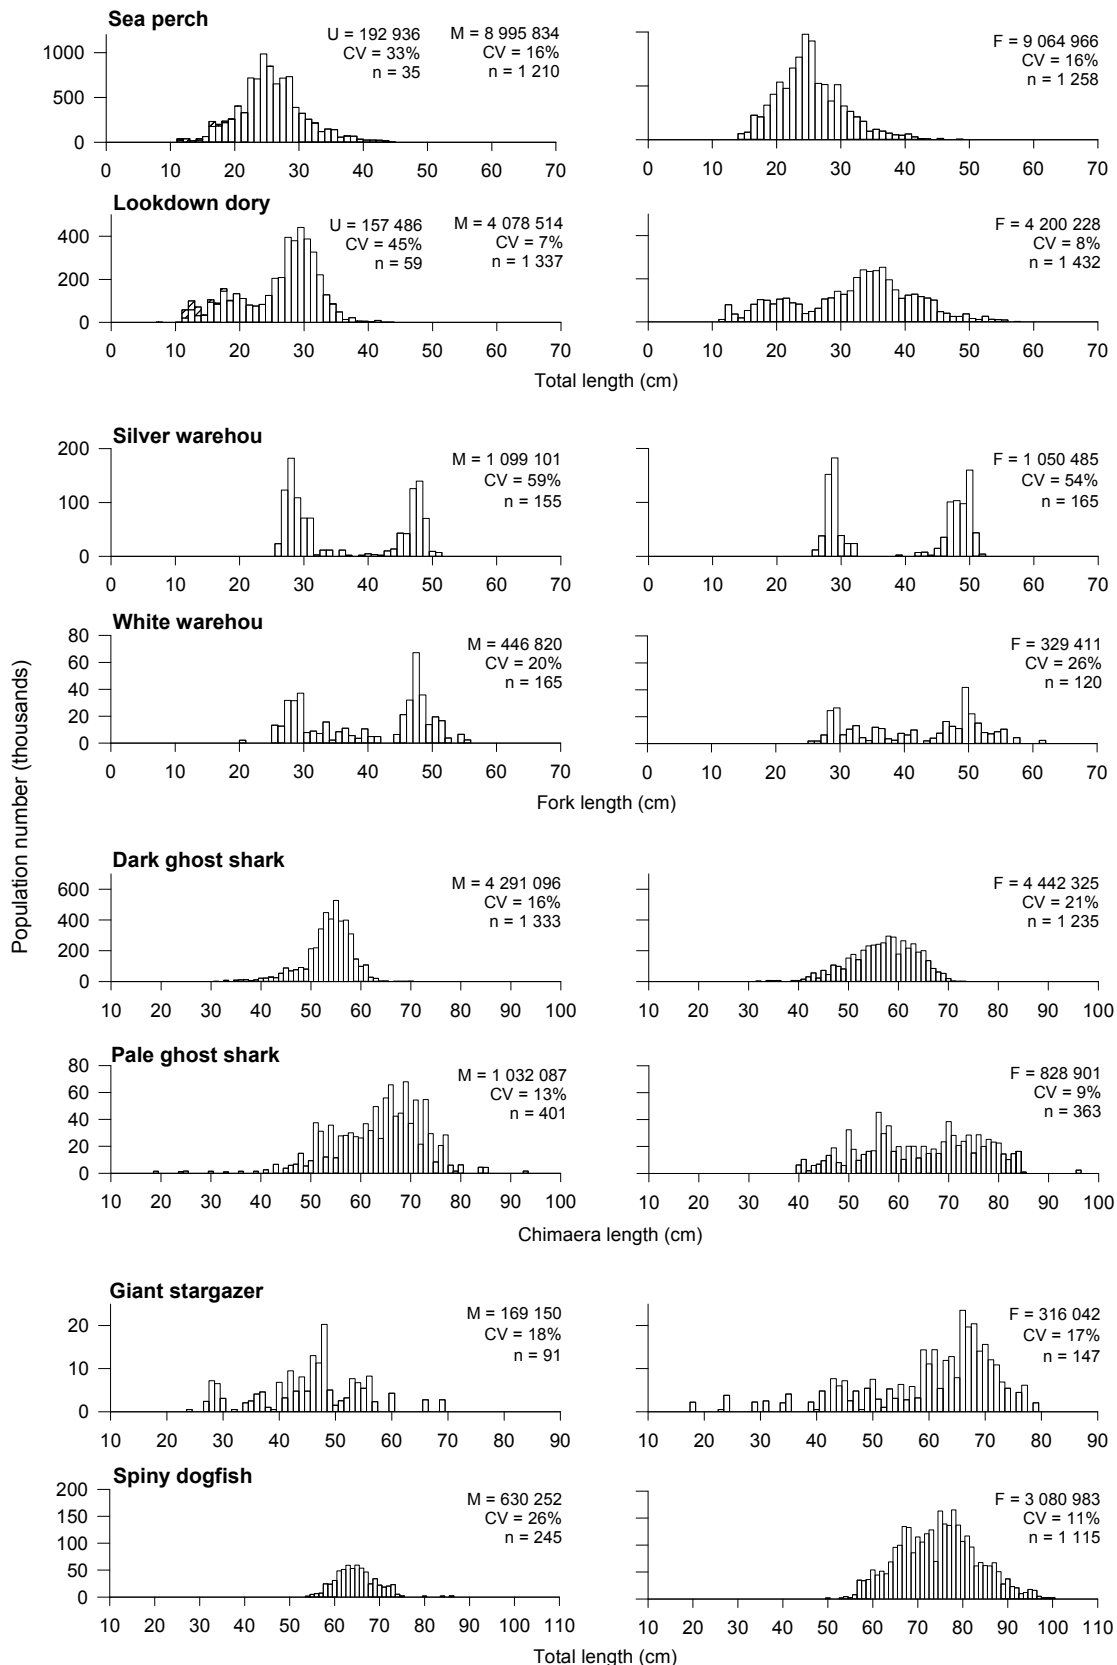 Sea perch
U = 192 936 M = 8 995 834
CV = 33% CV = 16%
n = 35 n = 1 210
F = 9 064 966
CV = 16%
n = 1 258
1000
500
0
0 10 20 30 40 50 60 70
0 10 20 30 40 50 60 70
Lookdown dory
U = 157 486 M = 4 078 514
CV = 45% CV = 7%
n = 59 n = 1 337
F = 4 200 228
CV = 8%
n = 1 432
400
200
0
0 10 20 30 40 50 60 70
0 10 20 30 40 50 60 70
Total length (cm)
Silver warehou
M = 1 099 101
CV = 59%
n = 155
F = 1 050 485
CV = 54%
n = 165
200
100
0
0 10 20 30 40 50 60 70
0 10 20 30 40 50 60 70
White warehou
M = 446 820
CV = 20%
n = 165
F = 329 411
CV = 26%
n = 120
80
60
40
20
0
0 10 20 30 40 50 60 70
0 10 20 30 40 50 60 70
Fork length (cm)
Population number (thousands)
Dark ghost shark
M = 4 291 096
CV = 16%
n = 1 333
F = 4 442 325
CV = 21%
n = 1 235
600
400
200
0
10 20 30 40 50 60 70 80 90 100
10 20 30 40 50 60 70 80 90 100
Pale ghost shark
M = 1 032 087
CV = 13%
n = 401
F = 828 901
CV = 9%
n = 363
80
60
40
20
0
10 20 30 40 50 60 70 80 90 100
10 20 30 40 50 60 70 80 90 100
Chimaera length (cm)
Giant stargazer
M = 169 150
CV = 18%
n = 91
F = 316 042
CV = 17%
n = 147
20
10
0
10 20 30 40 50 60 70 80 90
10 20 30 40 50 60 70 80 90
Spiny dogfish
M = 630 252
CV = 26%
n = 245
F = 3 080 983
CV = 11%
n = 1 115
200
150
100
50
0
10 20 30 40 50 60 70 80 90 100 110
10 20 30 40 50 60 70 80 90 100 110
Total length (cm)